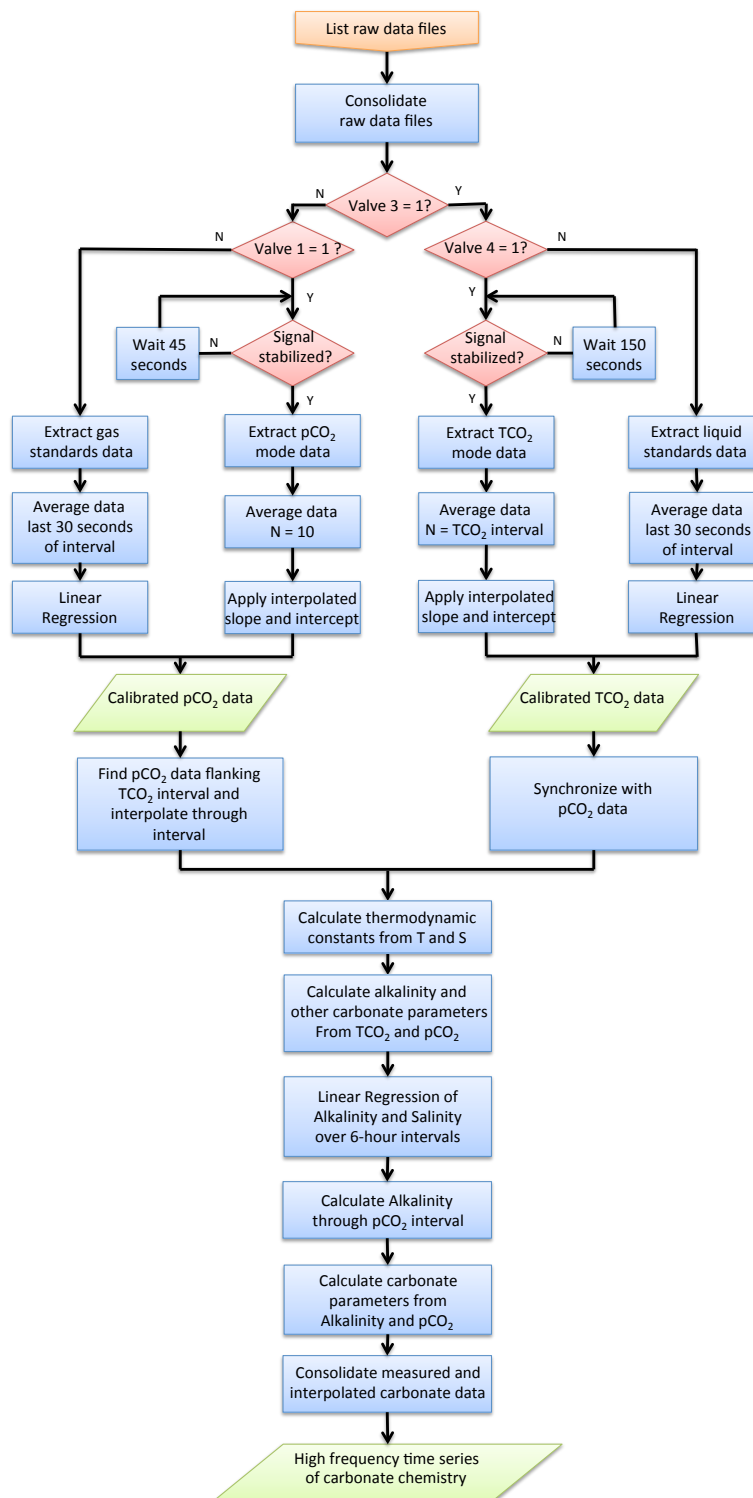 List raw data files
Consolidate
raw data files
N
Valve 3 = 1?
Y
N
Valve 1 = 1 ?
Valve 4 = 1?
N
Y
Y
Wait 45
seconds
N
Signal
stabilized?
Signal
stabilized?
N
Wait 150
seconds
Y
Y
Extract gas
standards data
Extract pCO₂
mode data
Extract TCO₂
mode data
Extract liquid
standards data
Average data
last 30 seconds
of interval
Average data
N = 10
Average data
N = TCO₂ interval
Average data
last 30 seconds
of interval
Linear
Regression
Apply interpolated
slope and intercept
Apply interpolated
slope and intercept
Linear
Regression
Calibrated pCO₂ data
Calibrated TCO₂ data
Find pCO₂ data flanking
TCO₂ interval and
interpolate through
interval
Synchronize with
pCO₂ data
Calculate thermodynamic
constants from T and S
Calculate alkalinity and
other carbonate parameters
From TCO₂ and pCO₂
Linear Regression of
Alkalinity and Salinity
over 6-hour intervals
Calculate Alkalinity
through pCO₂ interval
Calculate carbonate
parameters from
Alkalinity and pCO₂
Consolidate measured and
interpolated carbonate data
High frequency time series
of carbonate chemistry